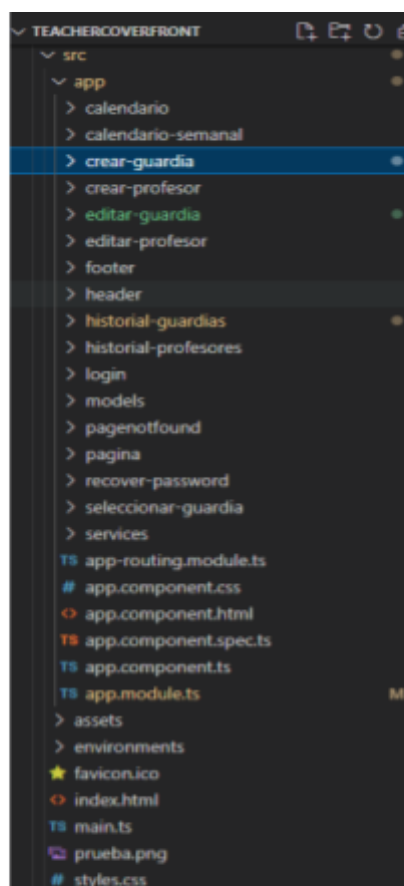 TEACHERCOVERFRONT
src
app
calendario
calendario-semanal
crear-guardia
crear-profesor
editar-guardia
editar-profesor
footer
header
historial-guardias
historial-profesores
login
models
pagenotfound
pagina
recover-password
seleccionar-guardia
services
TS app-routing.module.ts
# app.component.css
<> app.component.html
TS app.component.spec.ts
TS app.component.ts
TS app.module.ts M
assets
environments
favicon.ico
<> index.html
TS main.ts
prueba.png
# styles.css